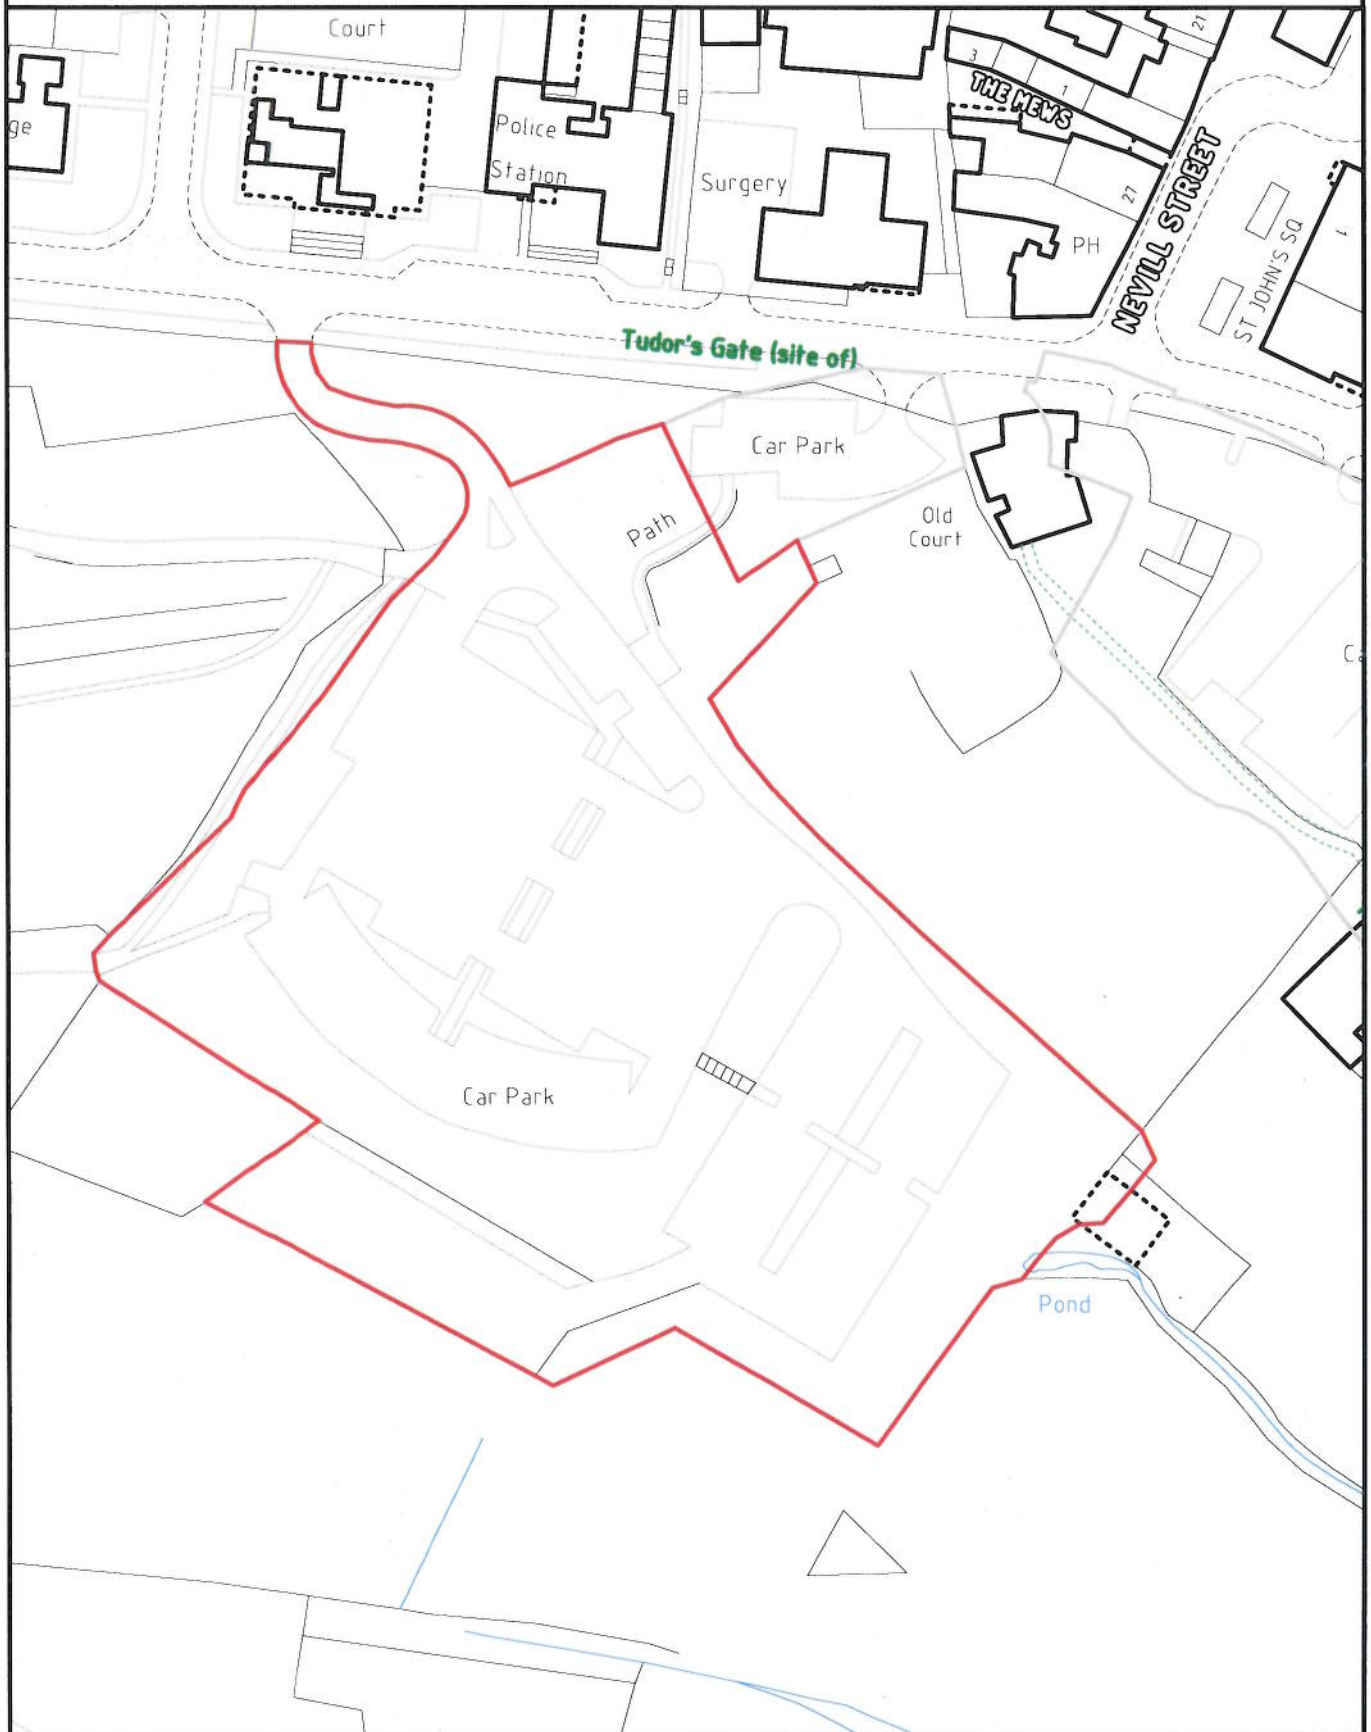 Court
21
3
1
THE MEWS
ge
Police
Station
Surgery
27
NEVILL STREET
PH
ST JOHN'S SQ
1
Tudor's Gate (site of)
Car Park
Path
Old
Court
Car Park
Pond